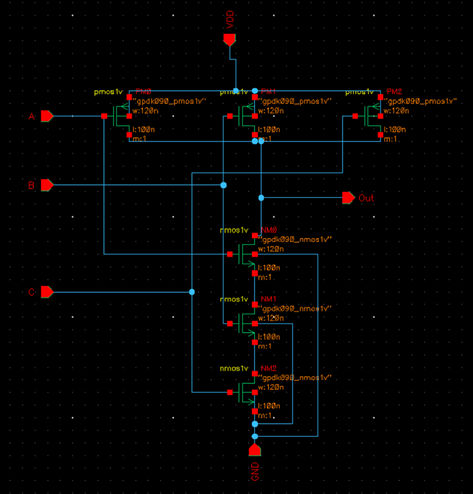 VDD
pmos1v PM0
"gpdk090_pmos1v"
w:120n
l:100n
m:1
pmos1v PM1
"gpdk090_pmos1v"
w:120n
l:100n
m:1
pmos1v PM2
"gpdk090_pmos1v"
w:120n
l:100n
A
B
Out
nmos1v NM0
"gpdk090_nmos1v"
w:120n
l:100n
m:1
C
nmos1v NM1
"gpdk090_nmos1v"
w:120n
l:100n
m:1
nmos1v NM2
"gpdk090_nmos1v"
w:120n
l:100n
m:1
GND